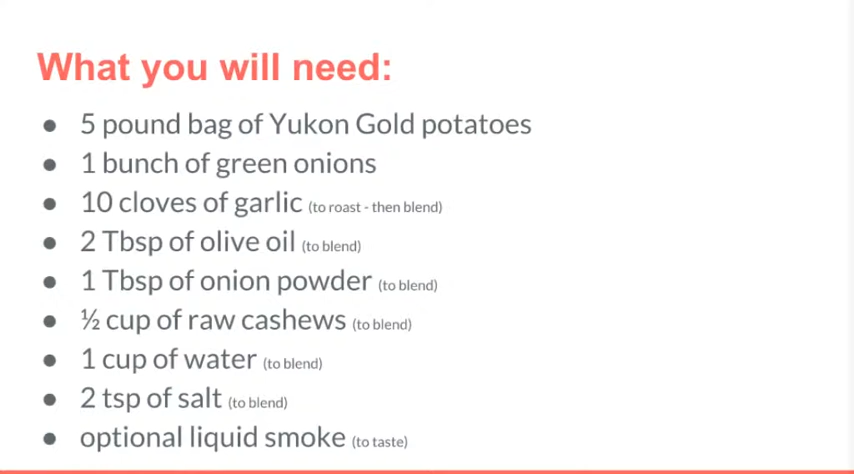 What you will need:
● 5 pound bag of Yukon Gold potatoes
● 1 bunch of green onions
● 10 cloves of garlic (to roast - then blend)
● 2 Tbsp of olive oil (to blend)
● 1 Tbsp of onion powder (to blend)
● ½ cup of raw cashews (to blend)
● 1 cup of water (to blend)
● 2 tsp of salt (to blend)
● optional liquid smoke (to taste)